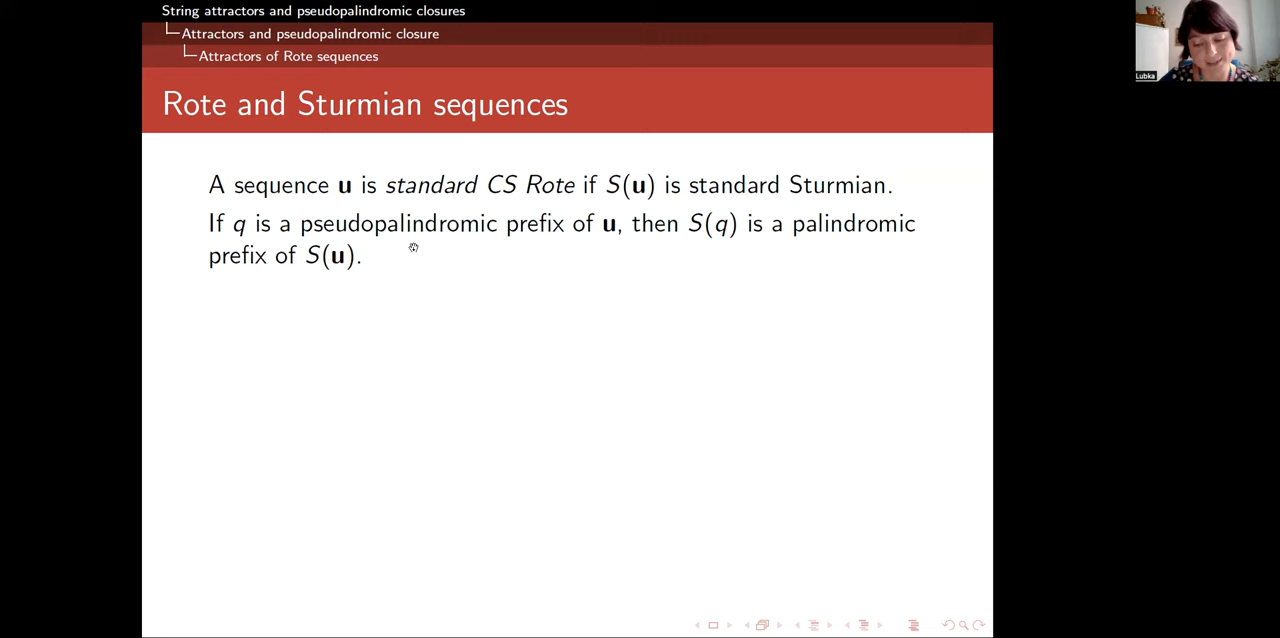 String attractors and pseudopalindromic closures
Attractors and pseudopalindromic closure
Attractors of Rote sequences
Rote and Sturmian sequences
A sequence u is standard CS Rote if S(u) is standard Sturmian.
If q is a pseudopalindromic prefix of u, then S(q) is a palindromic
prefix of S(u).
Lubka